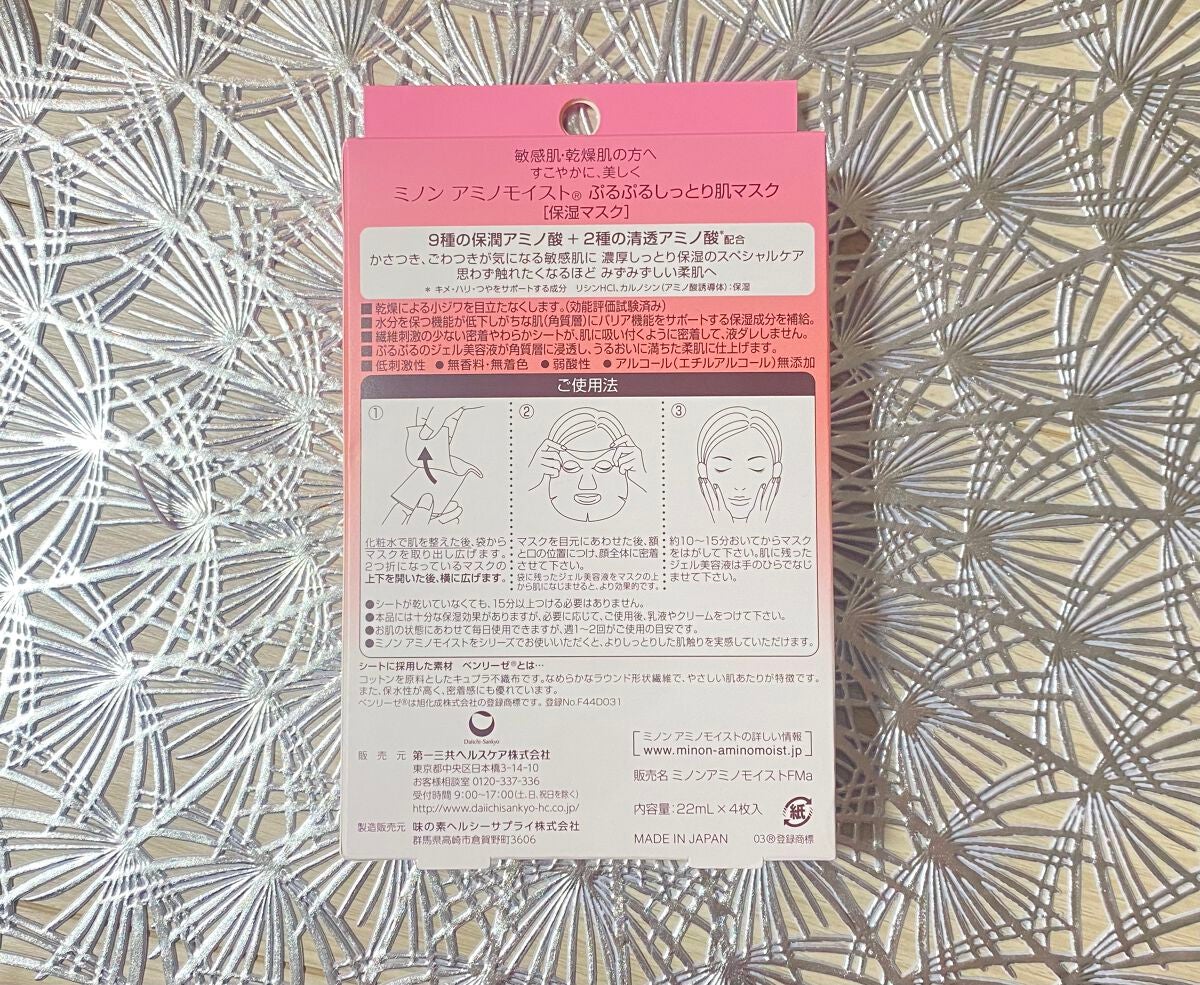 敏感肌・乾燥肌の方へ
すこやかに、美しく
ミノン アミノモイスト® ぷるぷるしっとり肌マスク
[保湿マスク]
9種の保潤アミノ酸 + 2種の清透アミノ酸*配合
かさつき、ごわつきが気になる敏感肌に 濃厚しっとり保湿のスペシャルケア
思わず触れたくなるほど みずみずしい柔肌へ
* キメ・ハリ・つやをサポートする成分 リシンHCl、カルノシン(アミノ酸誘導体):保湿
■ 乾燥による小ジワを目立たなくします。(効能評価試験済み)
■ 水分を保つ機能が低下しがちな肌(角質層)にバリア機能をサポートする保湿成分を補給。
■ 繊維刺激の少ない密着やわらかシートが、肌に吸い付くように密着して、液ダレしません。
■ ぷるぷるのジェル美容液が角質層に浸透し、うるおいに満ちた柔肌に仕上げます。
■ 低刺激性 ● 無香料・無着色 ● 弱酸性 ● アルコール(エチルアルコール)無添加
ご使用法
①
化粧水で肌を整えた後、袋から
マスクを取り出し広げます。
2つ折になっているマスクの
上下を開いた後、横に広げます。
②
マスクを目元にあわせた後、額
と口の位置につけ、顔全体に密着
させて下さい。
袋に残ったジェル美容液をマスクの上
から肌になじませると、より効果的です。
③
約10〜15分おいてからマスク
をはがして下さい。肌に残った
ジェル美容液は手のひらでなじ
ませて下さい。
●シートが乾いていなくても、15分以上つける必要はありません。
●本品には十分な保湿効果がありますが、必要に応じて、ご使用後、乳液やクリームをつけて下さい。
●お肌の状態にあわせて毎日使用できますが、週1〜2回がご使用の目安です。
●ミノン アミノモイストをシリーズでお使いいただくと、よりしっとりした肌触りを実感していただけます。
シートに採用した素材 ベンリーゼ®とは…
コットンを原料としたキュプラ不織布です。なめらかなラウンド形状繊維で、やさしい肌あたりが特徴です。
また、保水性が高く、密着感にも優れています。
ベンリーゼ®は旭化成株式会社の登録商標です。登録No.F44D031
Daiichi-Sankyo
販売元 第一三共ヘルスケア株式会社
東京都中央区日本橋3-14-10
お客様相談室 0120-337-336
受付時間 9:00〜17:00(土、日、祝日を除く)
http://www.daiichisankyo-hc.co.jp/
製造販売元 味の素ヘルシーサプライ株式会社
群馬県高崎市倉賀野町3606
ミノン アミノモイストの詳しい情報
www.minon-aminomoist.jp
販売名 ミノンアミノモイストFMa
内容量:22mL×4枚入
紙
MADE IN JAPAN
03®登録商標